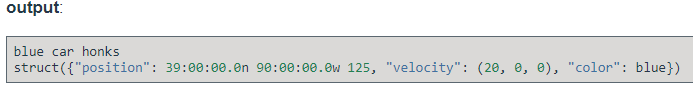 output:
blue car honks
struct({"position": 39:00:00.0n 90:00:00.0w 125, "velocity": (20, 0, 0), "color": blue})